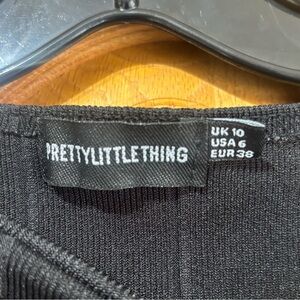 PRETTYLITTLETHING
UK 10
USA 6
EUR 38